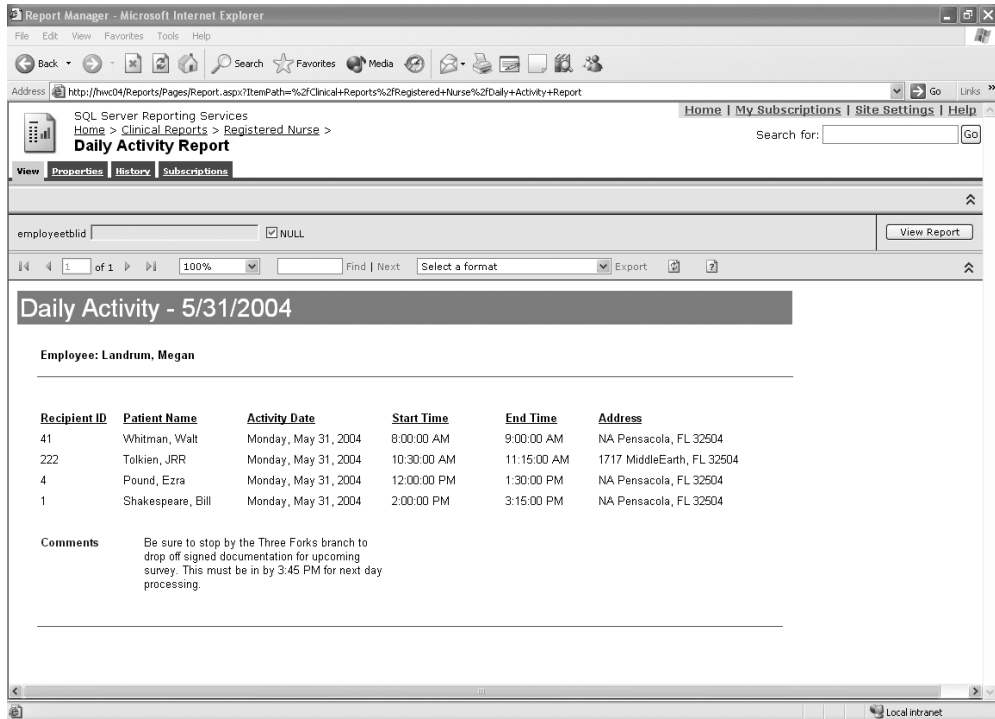 Report Manager - Microsoft Internet Explorer
File Edit View Favorites Tools Help
Back Search Favorites Media
Address http://hwc04/Reports/Pages/Report.aspx?ItemPath=%2fClinical+Reports%2fRegistered+Nurse%2fDaily+Activity+Report Go Links »
SQL Server Reporting Services Home | My Subscriptions | Site Settings | Help
Home > Clinical Reports > Registered Nurse > Search for: Go
Daily Activity Report
View Properties History Subscriptions
employeetblid NULL View Report
1 of 1 100% Find | Next Select a format Export
Daily Activity - 5/31/2004
Employee: Landrum, Megan
Recipient ID Patient Name Activity Date Start Time End Time Address
41 Whitman, Walt Monday, May 31, 2004 8:00:00 AM 9:00:00 AM NA Pensacola, FL 32504
222 Tolkien, JRR Monday, May 31, 2004 10:30:00 AM 11:15:00 AM 1717 MiddleEarth, FL 32504
4 Pound, Ezra Monday, May 31, 2004 12:00:00 PM 1:30:00 PM NA Pensacola, FL 32504
1 Shakespeare, Bill Monday, May 31, 2004 2:00:00 PM 3:15:00 PM NA Pensacola, FL 32504
Comments Be sure to stop by the Three Forks branch to
drop off signed documentation for upcoming
survey. This must be in by 3:45 PM for next day
processing.
Local intranet